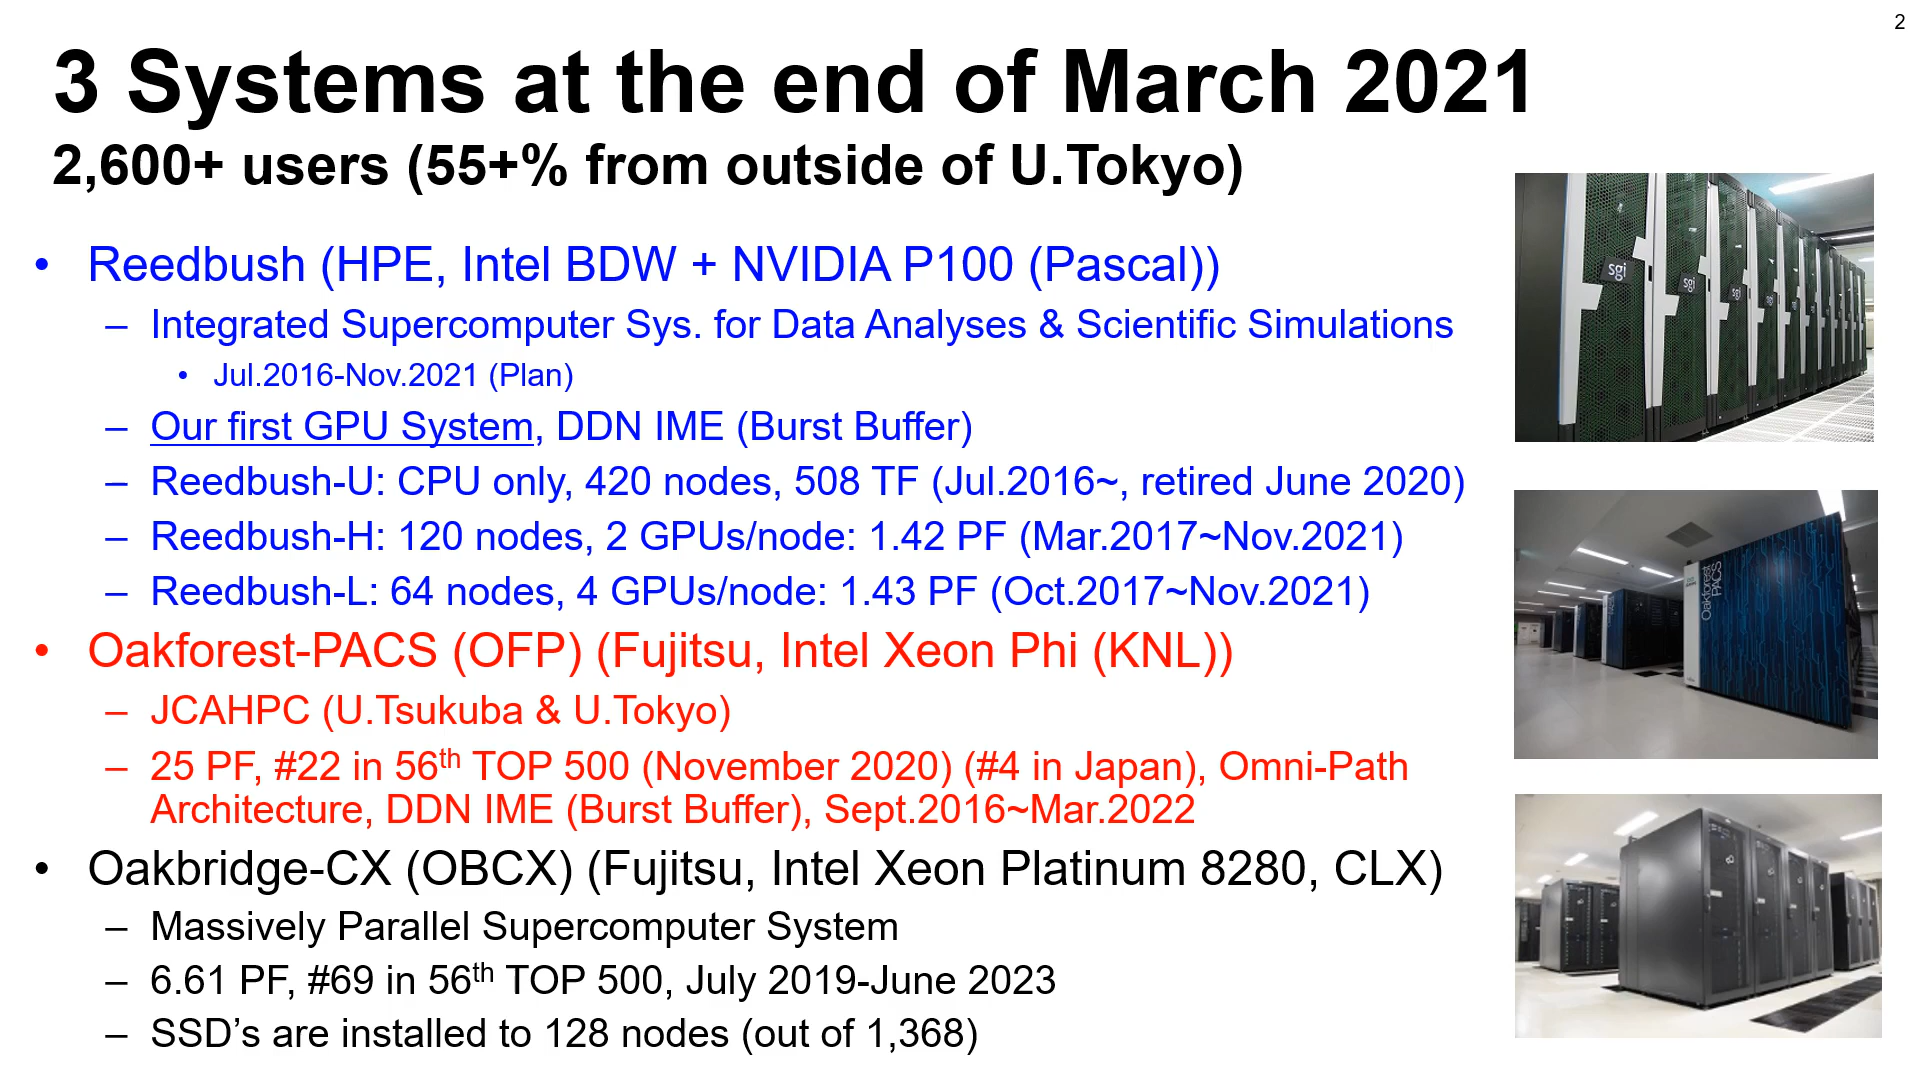 2
3 Systems at the end of March 2021
2,600+ users (55+% from outside of U.Tokyo)
• Reedbush (HPE, Intel BDW + NVIDIA P100 (Pascal))
– Integrated Supercomputer Sys. for Data Analyses & Scientific Simulations
• Jul.2016-Nov.2021 (Plan)
– Our first GPU System, DDN IME (Burst Buffer)
– Reedbush-U: CPU only, 420 nodes, 508 TF (Jul.2016~, retired June 2020)
– Reedbush-H: 120 nodes, 2 GPUs/node: 1.42 PF (Mar.2017~Nov.2021)
– Reedbush-L: 64 nodes, 4 GPUs/node: 1.43 PF (Oct.2017~Nov.2021)
• Oakforest-PACS (OFP) (Fujitsu, Intel Xeon Phi (KNL))
– JCAHPC (U.Tsukuba & U.Tokyo)
– 25 PF, #22 in 56th TOP 500 (November 2020) (#4 in Japan), Omni-Path
Architecture, DDN IME (Burst Buffer), Sept.2016~Mar.2022
• Oakbridge-CX (OBCX) (Fujitsu, Intel Xeon Platinum 8280, CLX)
– Massively Parallel Supercomputer System
– 6.61 PF, #69 in 56th TOP 500, July 2019-June 2023
– SSD’s are installed to 128 nodes (out of 1,368)
sgi
sgi
sgi
sgi
Oakforest
PACS